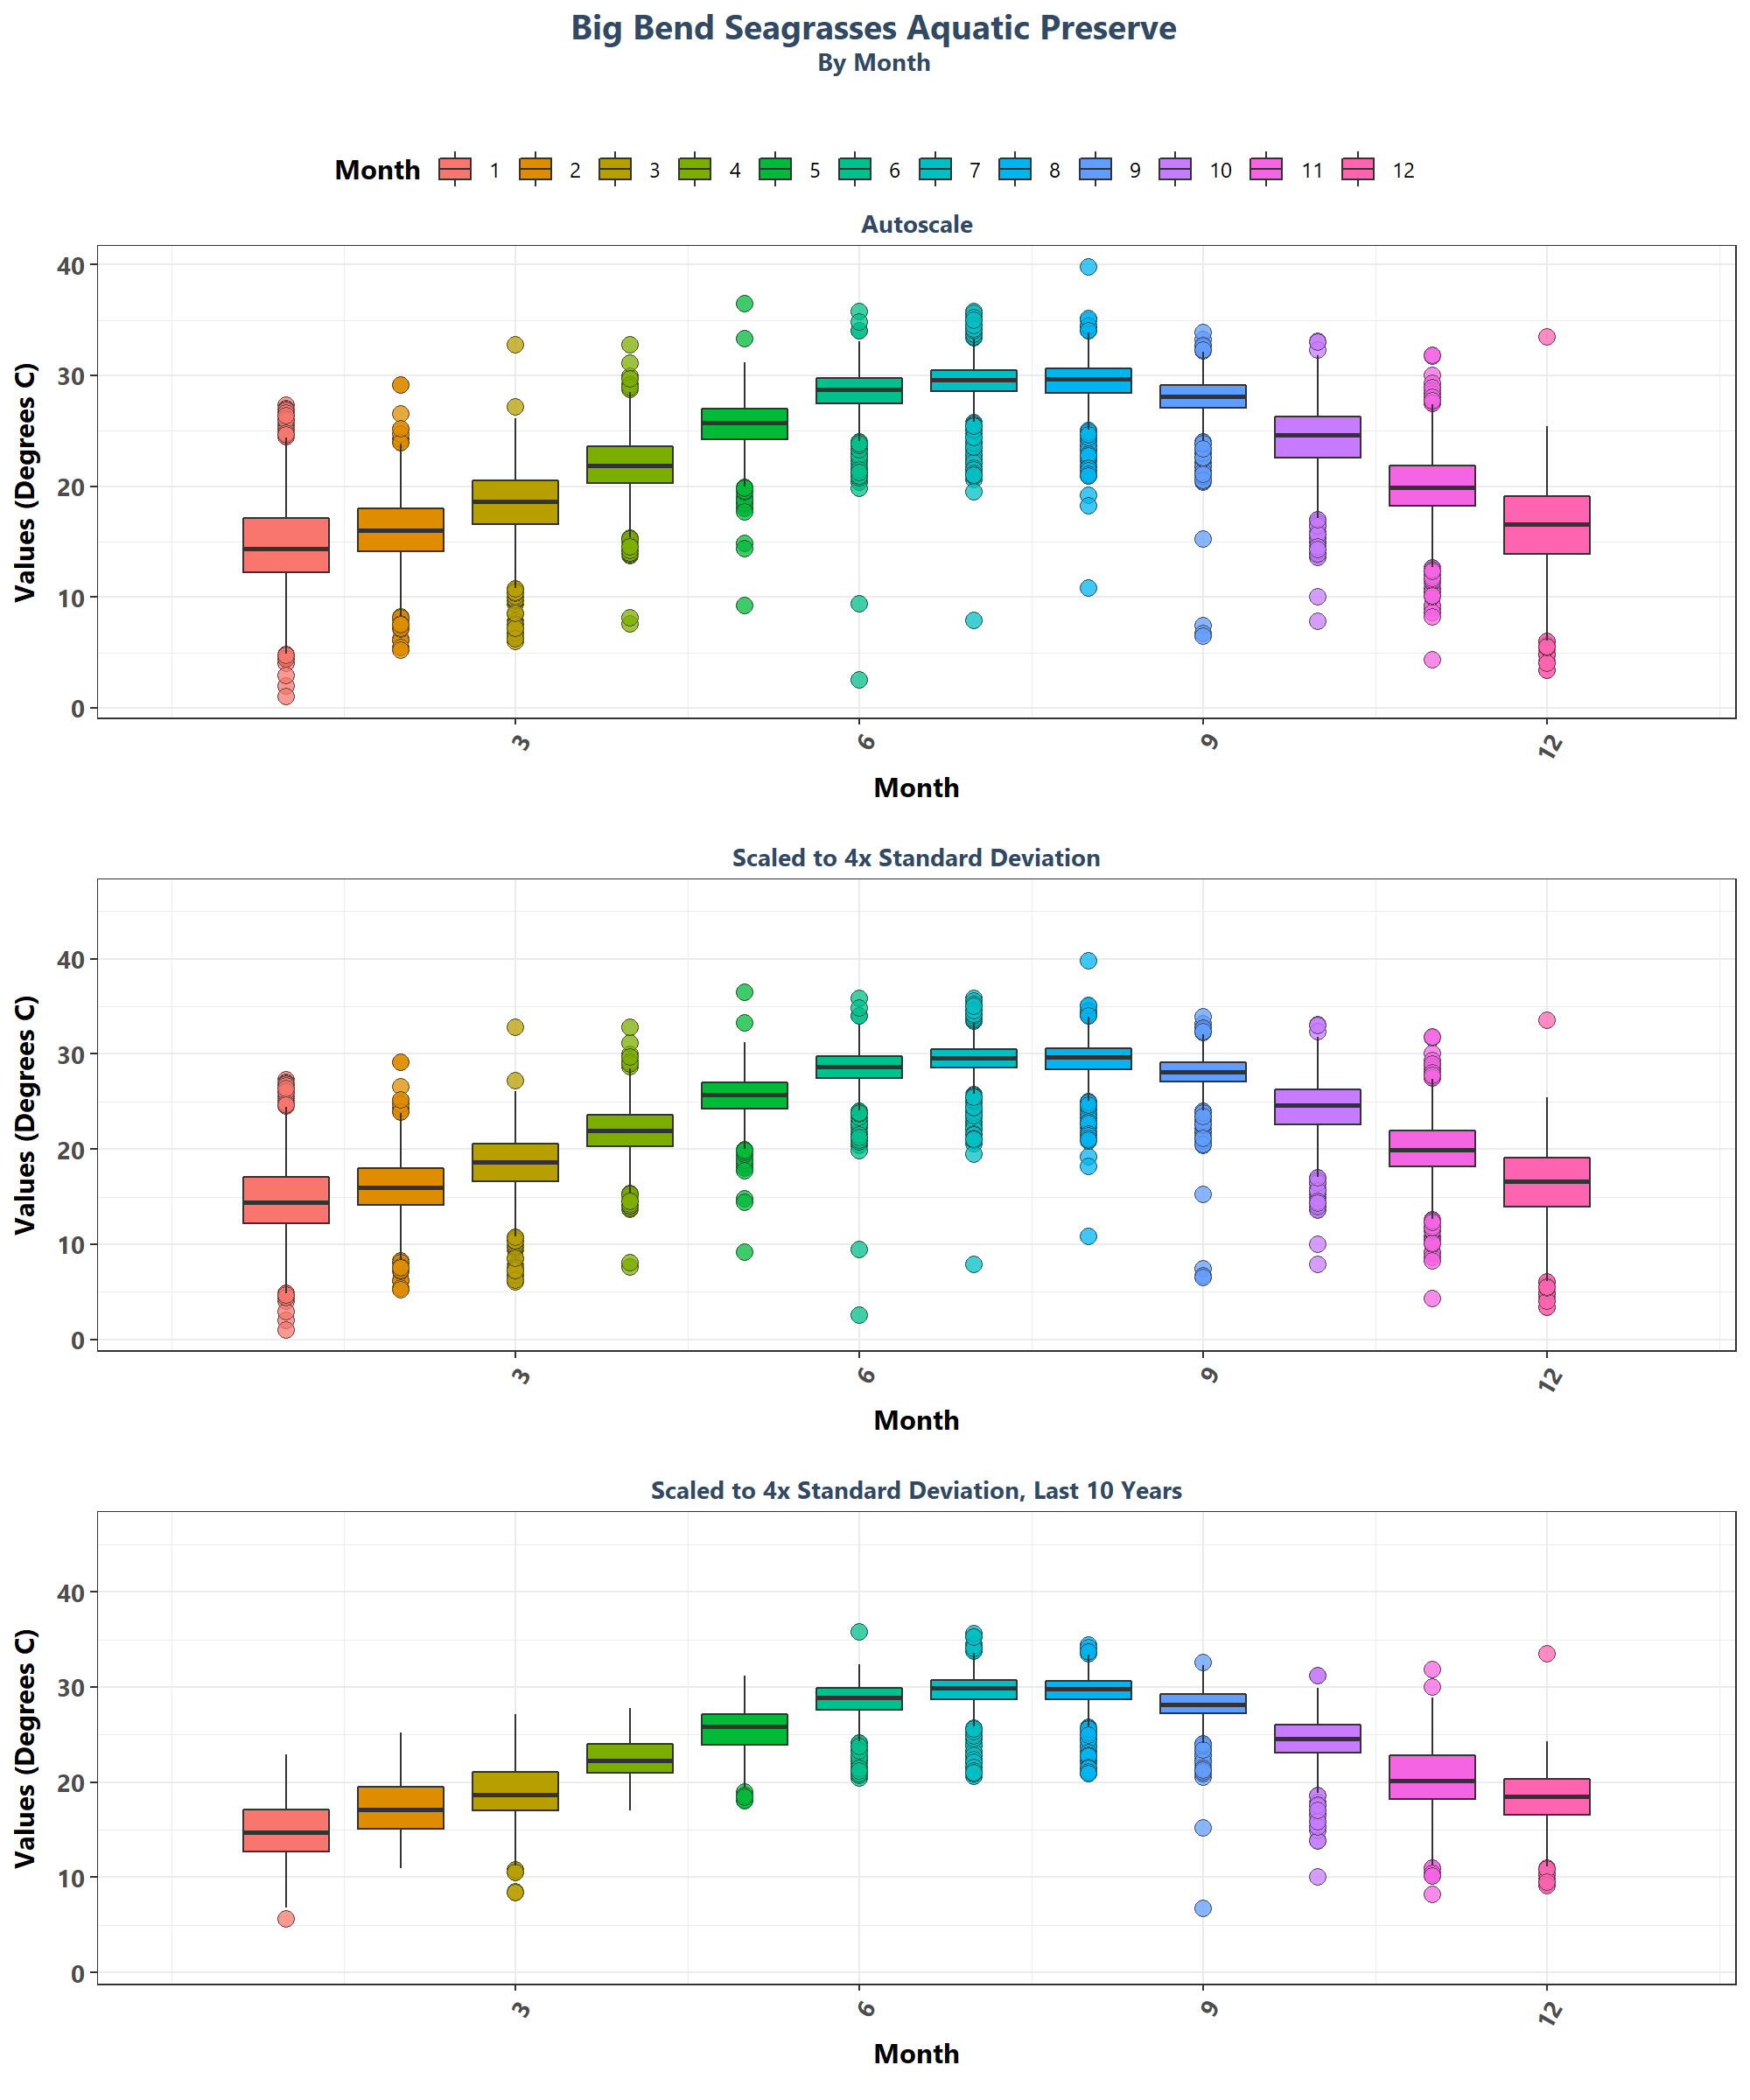 Big Bend Seagrasses Aquatic Preserve
By Month
Month 1 2 3 4 5 6 7 8 9 10 11 12
Autoscale
Values (Degrees C)
40
30
20
10
0
3 6 9 12
Month
Scaled to 4x Standard Deviation
Values (Degrees C)
40
30
20
10
0
3 6 9 12
Month
Scaled to 4x Standard Deviation, Last 10 Years
Values (Degrees C)
40
30
20
10
0
3 6 9 12
Month